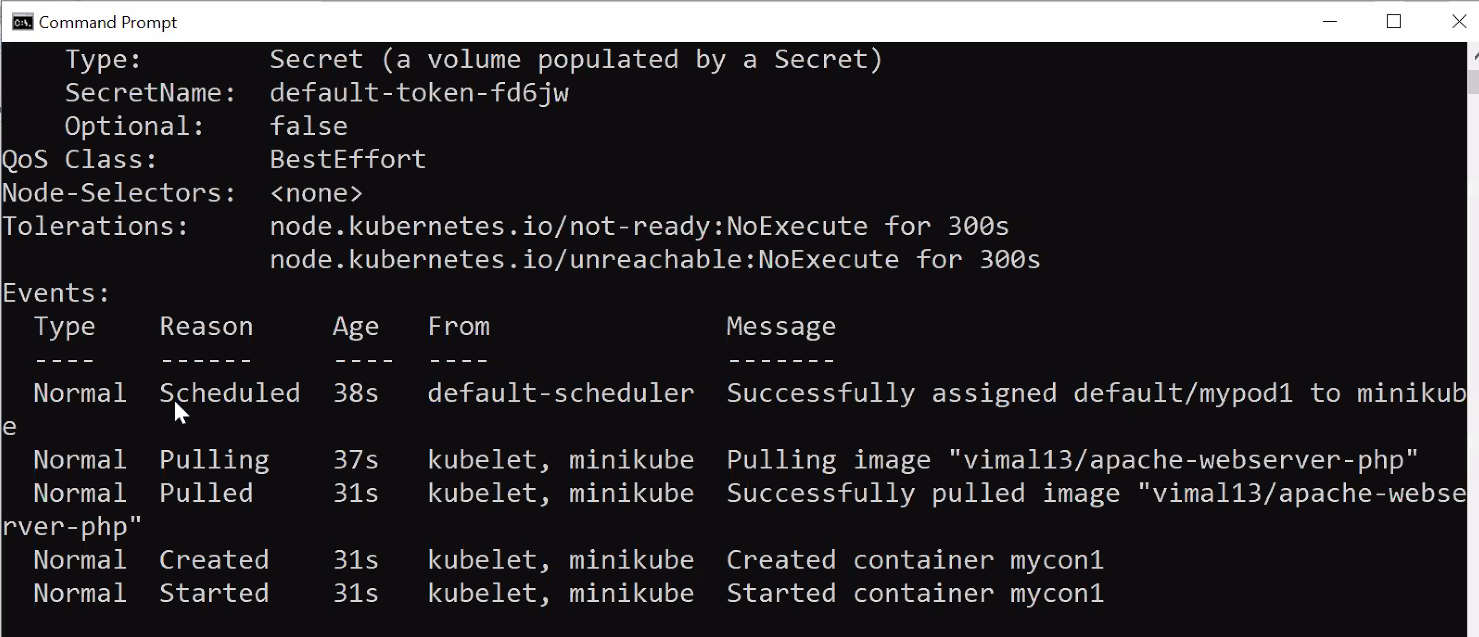 Command Prompt
    Type:        Secret (a volume populated by a Secret)
    SecretName:  default-token-fd6jw
    Optional:    false
QoS Class:       BestEffort
Node-Selectors:  <none>
Tolerations:     node.kubernetes.io/not-ready:NoExecute for 300s
                 node.kubernetes.io/unreachable:NoExecute for 300s
Events:
  Type    Reason     Age   From               Message
  ----    ------     ----  ----               -------
  Normal  Scheduled  38s   default-scheduler  Successfully assigned default/mypod1 to minikub
e
  Normal  Pulling    37s   kubelet, minikube  Pulling image "vimal13/apache-webserver-php"
  Normal  Pulled     31s   kubelet, minikube  Successfully pulled image "vimal13/apache-webse
rver-php"
  Normal  Created    31s   kubelet, minikube  Created container mycon1
  Normal  Started    31s   kubelet, minikube  Started container mycon1